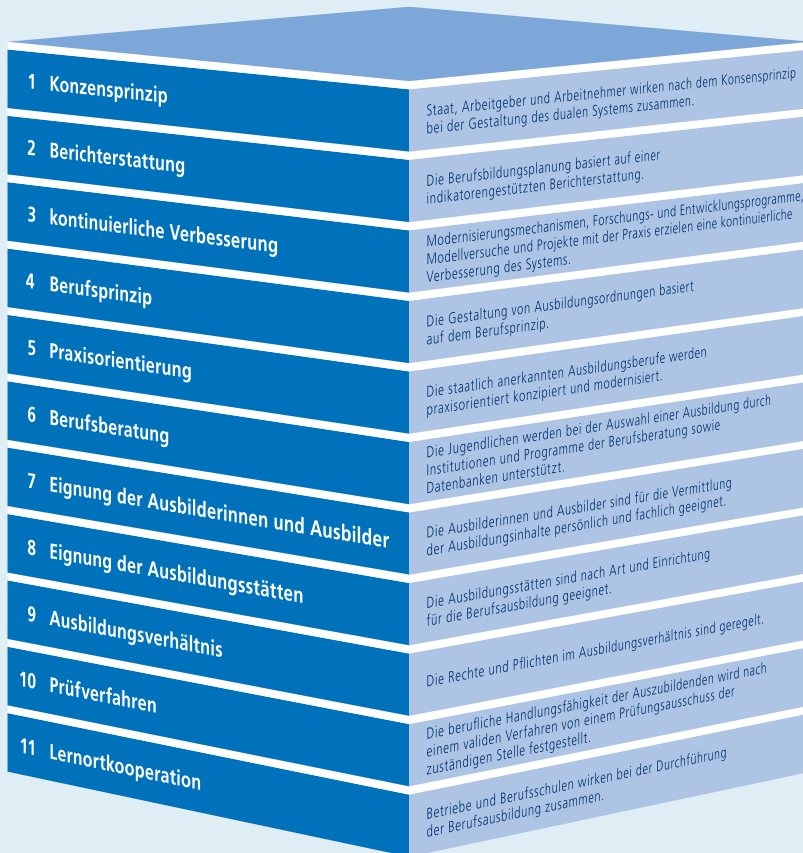 1 Konzensprinzip
Staat, Arbeitgeber und Arbeitnehmer wirken nach dem Konsensprinzip
bei der Gestaltung des dualen Systems zusammen.
2 Berichterstattung
Die Berufsbildungsplanung basiert auf einer
indikatorengestützten Berichterstattung.
3 kontinuierliche Verbesserung
Modernisierungsmechanismen, Forschungs- und Entwicklungsprogramme,
Modellversuche und Projekte mit der Praxis erzielen eine kontinuierliche
Verbesserung des Systems.
4 Berufsprinzip
Die Gestaltung von Ausbildungsordnungen basiert
auf dem Berufsprinzip.
5 Praxisorientierung
Die staatlich anerkannten Ausbildungsberufe werden
praxisorientiert konzipiert und modernisiert.
6 Berufsberatung
Die Jugendlichen werden bei der Auswahl einer Ausbildung durch
Institutionen und Programme der Berufsberatung sowie
Datenbanken unterstützt.
7 Eignung der Ausbilderinnen und Ausbilder
Die Ausbilderinnen und Ausbilder sind für die Vermittlung
der Ausbildungsinhalte persönlich und fachlich geeignet.
8 Eignung der Ausbildungsstätten
Die Ausbildungsstätten sind nach Art und Einrichtung
für die Berufsausbildung geeignet.
9 Ausbildungsverhältnis
Die Rechte und Pflichten im Ausbildungsverhältnis sind geregelt.
10 Prüfverfahren
Die berufliche Handlungsfähigkeit der Auszubildenden wird nach
einem validen Verfahren von einem Prüfungsausschuss der
zuständigen Stelle festgestellt.
11 Lernortkooperation
Betriebe und Berufsschulen wirken bei der Durchführung
der Berufsausbildung zusammen.